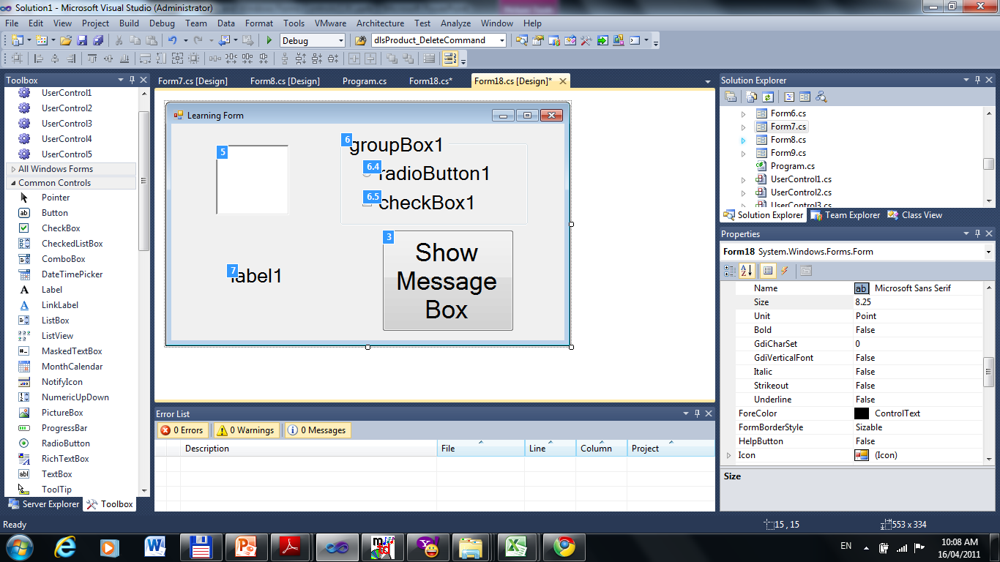 Solution1 - Microsoft Visual Studio (Administrator)
File Edit View Project Build Debug Team Data Format Tools VMware Architecture Test Analyze Window Help
Debug dlsProduct_DeleteCommand
Toolbox
UserControl1
UserControl2
UserControl3
UserControl4
UserControl5
All Windows Forms
Common Controls
Pointer
Button
CheckBox
CheckedListBox
ComboBox
DateTimePicker
Label
LinkLabel
ListBox
ListView
MaskedTextBox
MonthCalendar
NotifyIcon
NumericUpDown
PictureBox
ProgressBar
RadioButton
RichTextBox
TextBox
ToolTip
Server Explorer Toolbox
Form7.cs [Design] Form8.cs [Design] Program.cs Form18.cs* Form18.cs [Design]*
Learning Form
5
6 groupBox1
6.4 radioButton1
6.5 checkBox1
3
Show
Message
Box
7 label1
Error List
0 Errors 0 Warnings 0 Messages
Description File Line Column Project
Solution Explorer
Form6.cs
Form7.cs
Form8.cs
Form9.cs
Program.cs
UserControl1.cs
UserControl2.cs
UserControl3.cs
Solution Explorer Team Explorer Class View
Properties
Form18 System.Windows.Forms.Form
Name ab Microsoft Sans Serif
Size 8.25
Unit Point
Bold False
GdiCharSet 0
GdiVerticalFont False
Italic False
Strikeout False
Underline False
ForeColor ControlText
FormBorderStyle Sizable
HelpButton False
Icon (Icon)
Size
Ready 15 , 15 553 x 334
EN 10:08 AM
16/04/2011